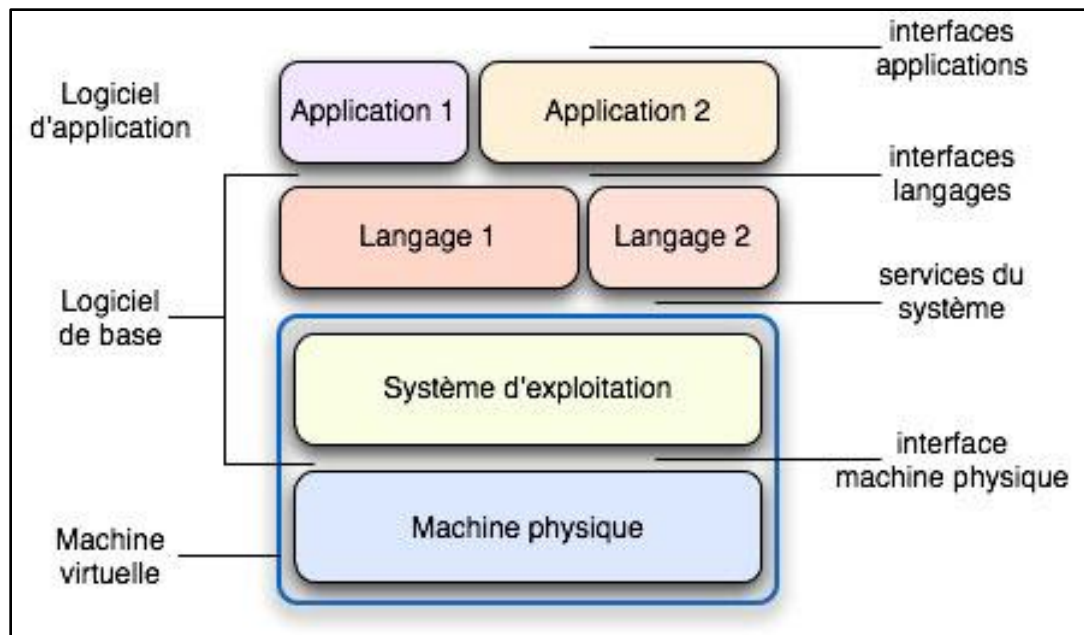 interfaces
applications
Logiciel
d'application
Application 1
Application 2
interfaces
langages
Langage 1
Langage 2
services du
système
Logiciel
de base
Système d'exploitation
interface
machine physique
Machine physique
Machine
virtuelle